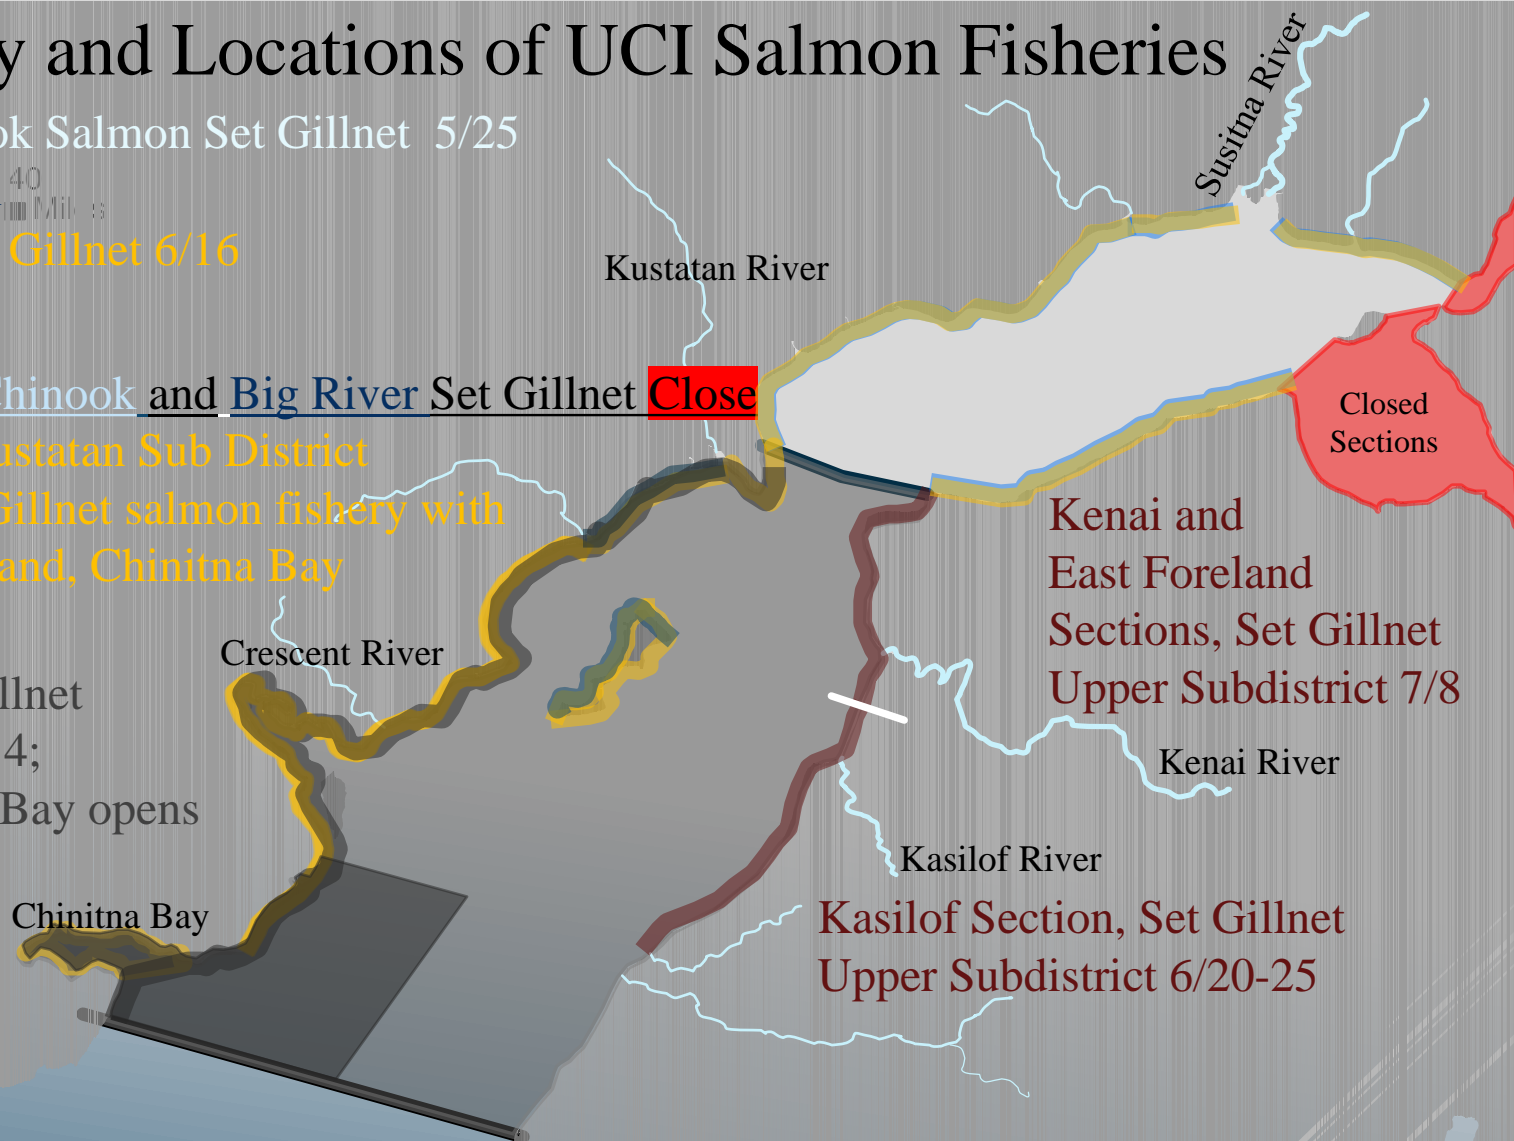 y and Locations of UCI Salmon Fisheries
Susitna River
ok Salmon Set Gillnet 5/25
40
Miles
Gillnet 6/16
Kustatan River
Chinook and Big River Set Gillnet Close
ustatan Sub District
Gillnet salmon fishery with
and, Chinitna Bay
Closed
Sections
Kenai and
East Foreland
Sections, Set Gillnet
Upper Subdistrict 7/8
Crescent River
llnet
4;
Bay opens
Kenai River
Kasilof River
Chinitna Bay
Kasilof Section, Set Gillnet
Upper Subdistrict 6/20-25